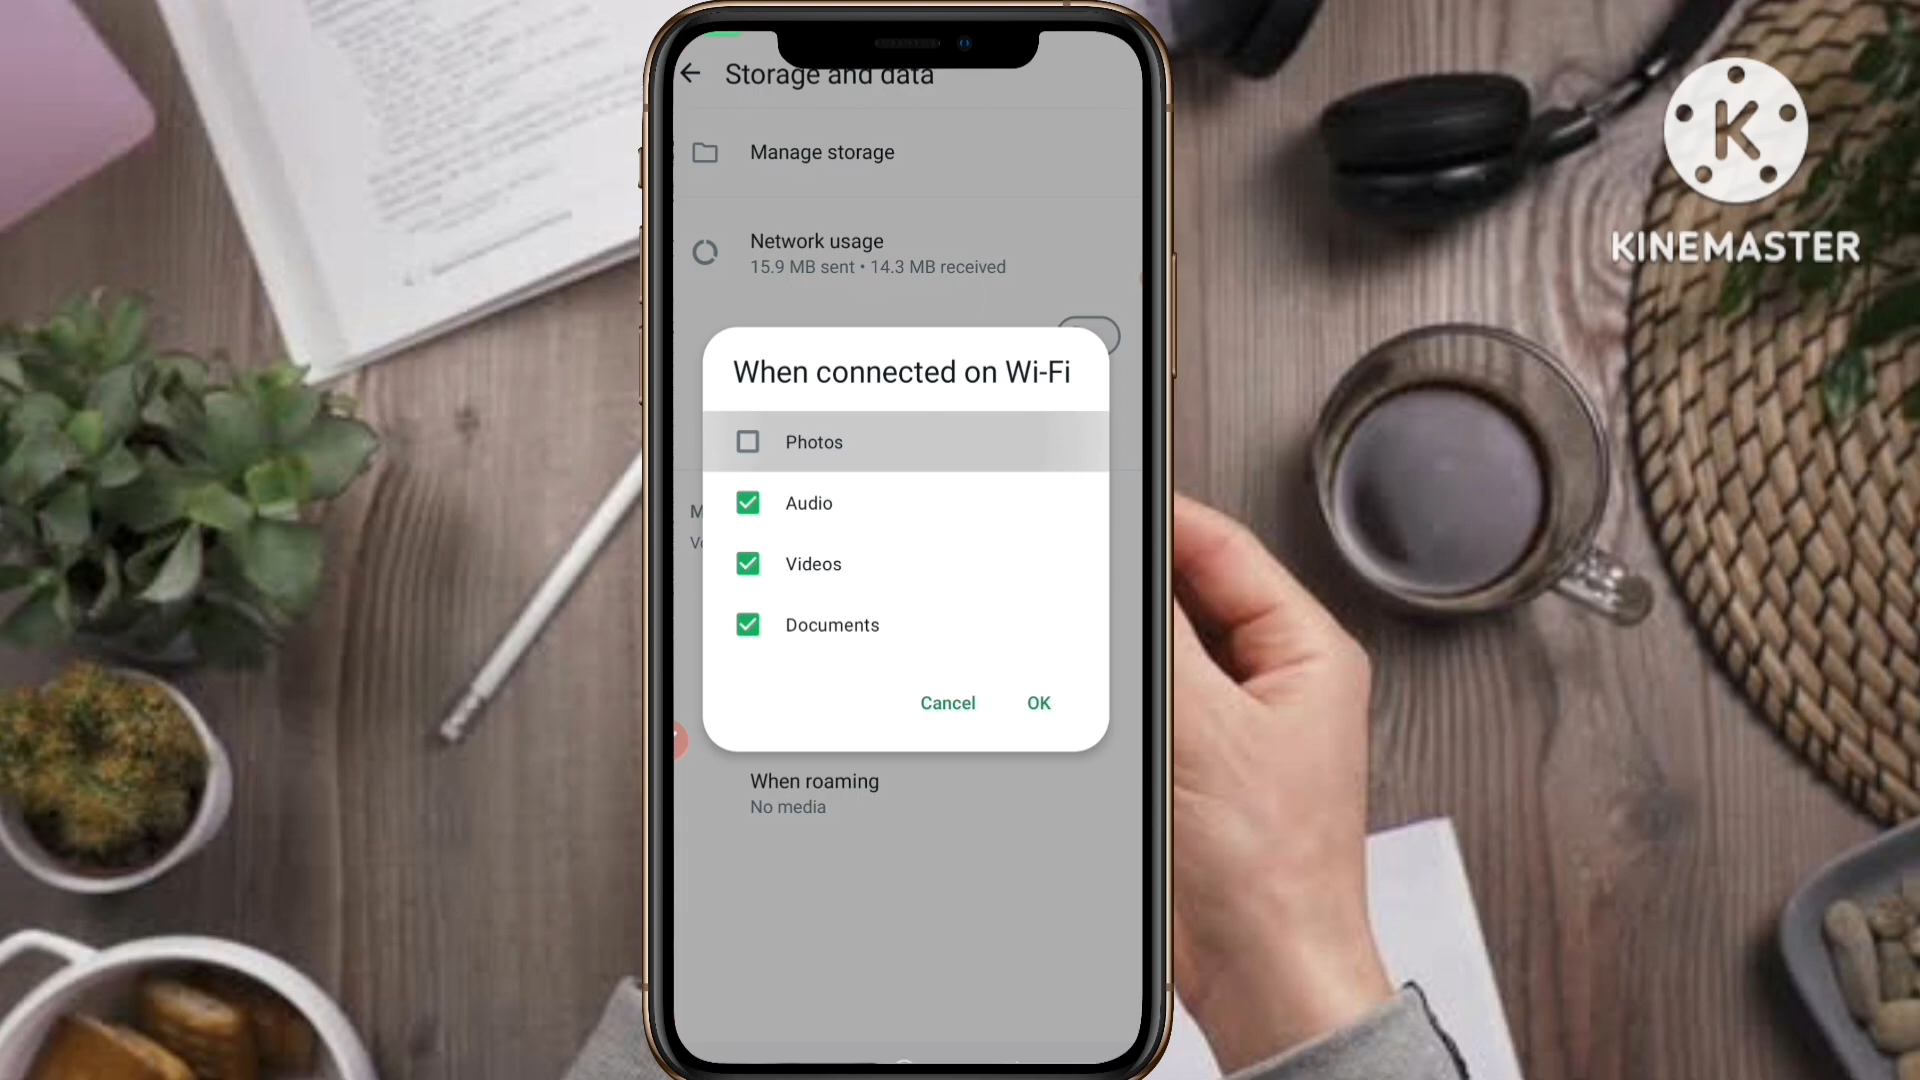 Storage and data
Manage storage
Network usage
15.9 MB sent • 14.3 MB received
When connected on Wi-Fi
Photos
Audio
Videos
Documents
Cancel
OK
When roaming
No media
K
KINEMASTER